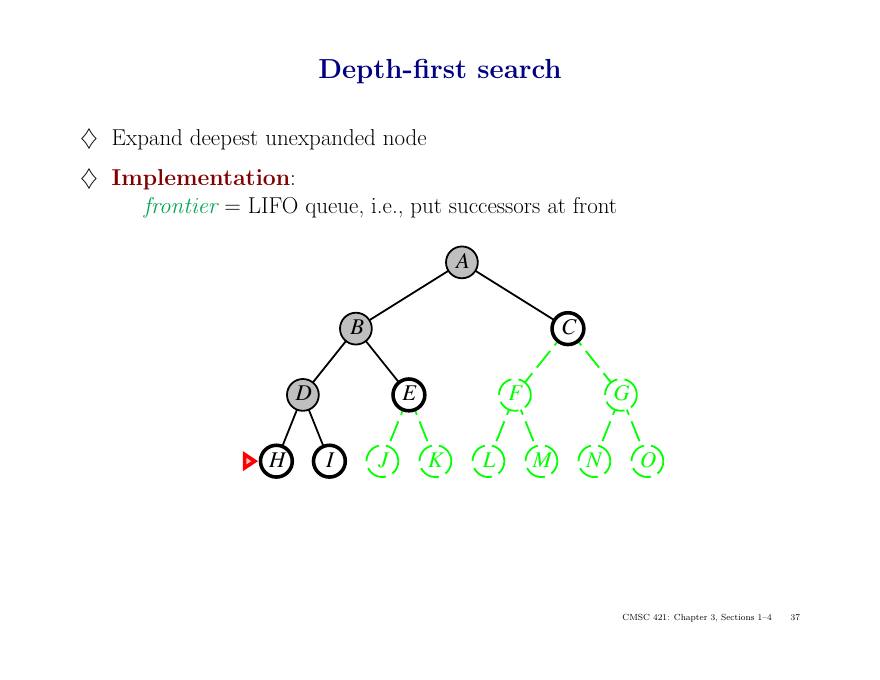 Depth-first search
♢ Expand deepest unexpanded node
♢ Implementation:
frontier = LIFO queue, i.e., put successors at front
A
B C
D E F G
H I J K L M N O
CMSC 421: Chapter 3, Sections 1–4 37